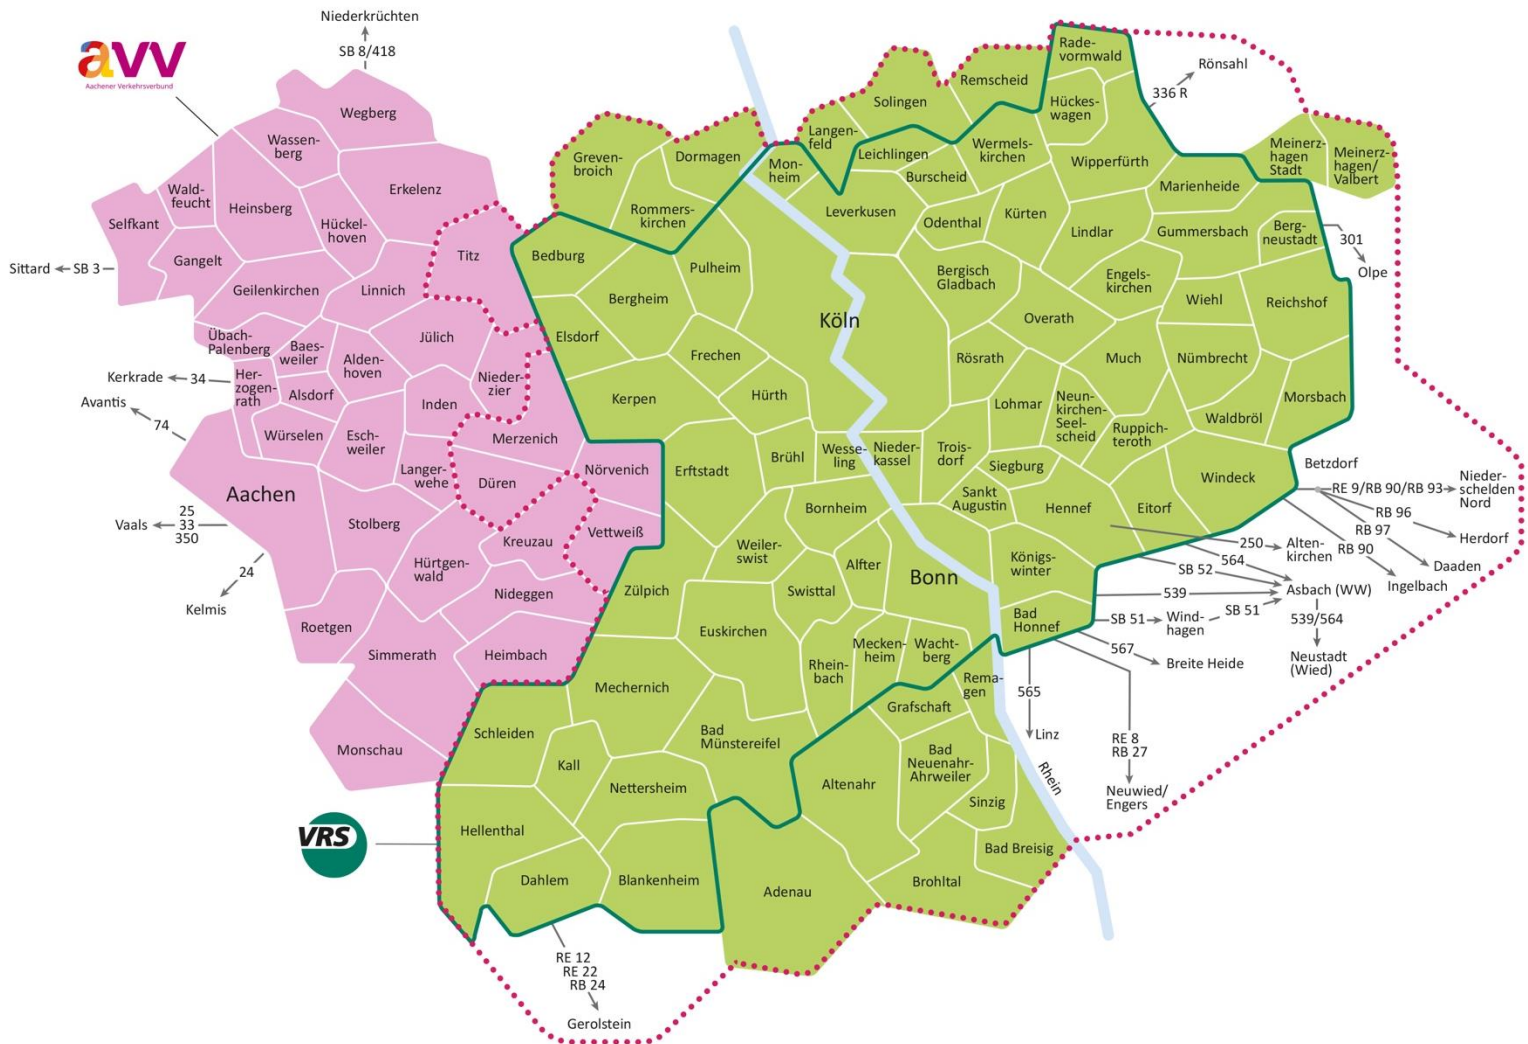 Niederkrüchten
SB 8/418
avv
Aachener Verkehrsverbund
Wegberg
Wassen-
berg
Wald-
feucht
Selfkant
Heinsberg
Erkelenz
Hückel-
hoven
Gangelt
Sittard
SB 3
Geilenkirchen
Linnich
Titz
Übach-
Palenberg
Baes-
weiler
Alden-
hoven
Jülich
Kerkrade
34
Her-
zogen-
rath
Alsdorf
Nieder-
zier
Inden
Avantis
74
Würselen
Esch-
weiler
Merzenich
Langer-
wehe
Düren
Nörvenich
Aachen
Stolberg
Vaals
25
33
350
Vettweiß
Kreuzau
Hürtgen-
wald
24
Kelmis
Nideggen
Roetgen
Simmerath
Heimbach
Monschau
VRS
Rade-
vormwald
Rönsahl
336 R
Remscheid
Solingen
Hückes-
wagen
Langen-
feld
Leichlingen
Wermels-
kirchen
Wipperfürth
Meinerz-
hagen
Stadt
Meinerz-
hagen/
Valbert
Greven-
broich
Dormagen
Mon-
heim
Burscheid
Marienheide
Rommers-
kirchen
Leverkusen
Odenthal
Kürten
Lindlar
Gummersbach
Berg-
neustadt
301
Olpe
Bedburg
Pulheim
Bergheim
Bergisch
Gladbach
Engels-
kirchen
Wiehl
Reichshof
Köln
Overath
Elsdorf
Frechen
Rösrath
Much
Nümbrecht
Kerpen
Hürth
Lohmar
Neun-
kirchen-
Seel-
scheid
Morsbach
Waldbröl
Ruppich-
teroth
Erftstadt
Brühl
Wesse-
ling
Nieder-
kassel
Trois-
dorf
Siegburg
Windeck
Betzdorf
RE 9/RB 90/RB 93
Nieder-
schelden
Nord
RB 96
Herdorf
RB 97
Daaden
RB 90
Ingelbach
Sankt
Augustin
Hennef
Eitorf
Bornheim
Weiler-
swist
Alfter
Bonn
Königs-
winter
250
Alten-
kirchen
564
SB 52
Asbach (WW)
539
SB 51
Wind-
hagen
SB 51
539/564
Neustadt
(Wied)
567
Breite Heide
Zülpich
Swisttal
Bad
Honnef
Euskirchen
Rhein-
bach
Mecken-
heim
Wacht-
berg
Rema-
gen
565
Linz
RE 8
RB 27
Neuwied/
Engers
Mechernich
Grafschaft
Schleiden
Bad
Münstereifel
Kall
Nettersheim
Altenahr
Bad
Neuenahr-
Ahrweiler
Rhein
Sinzig
Hellenthal
Bad Breisig
Dahlem
Blankenheim
Adenau
Brohltal
RE 12
RE 22
RB 24
Gerolstein